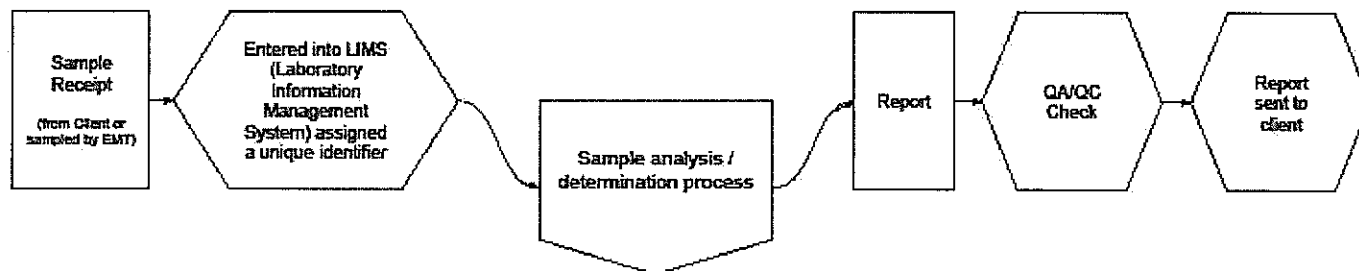 Sample
Receipt
(from Client or
sampled by EMT)
Entered into LIMS
(Laboratory
Information
Management
System) assigned
a unique identifier
Sample analysis /
determination process
Report
QA/QC
Check
Report
sent to
client